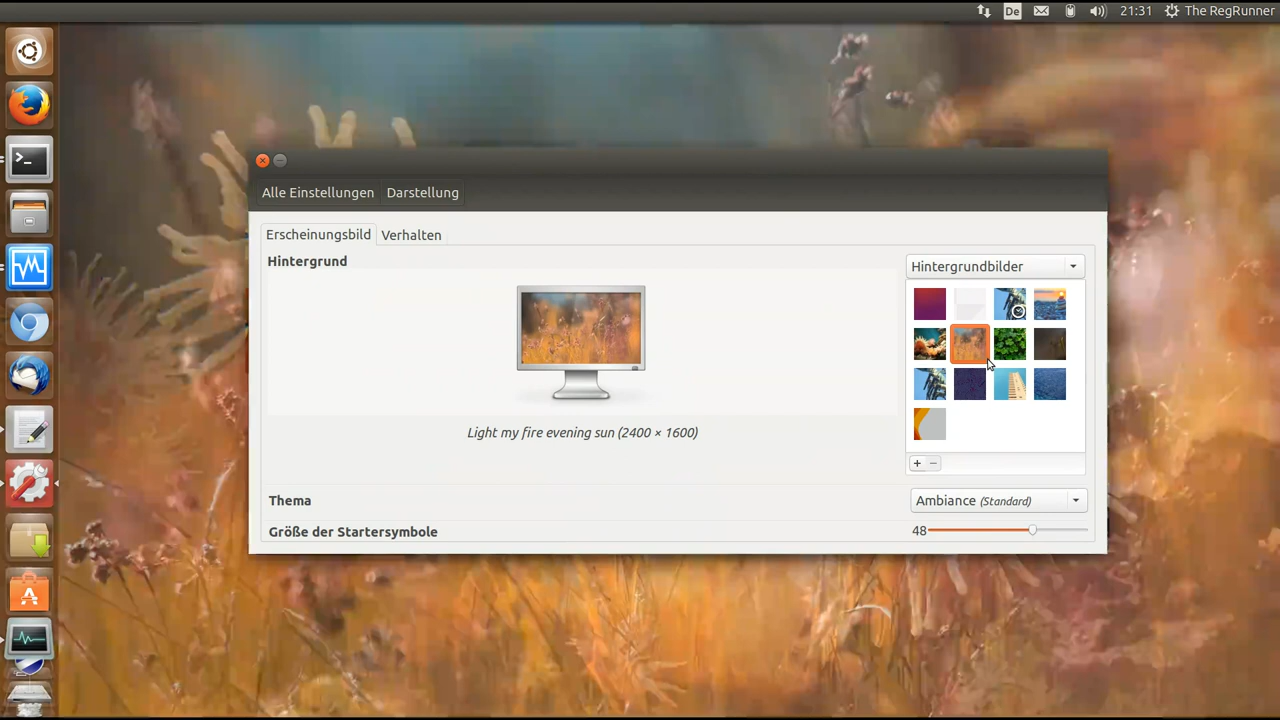 De 21:31 The RegRunner
Alle Einstellungen Darstellung
Erscheinungsbild Verhalten
Hintergrund
Hintergrundbilder
Light my fire evening sun (2400 × 1600)
+ −
Thema
Ambiance (Standard)
Größe der Startersymbole
48